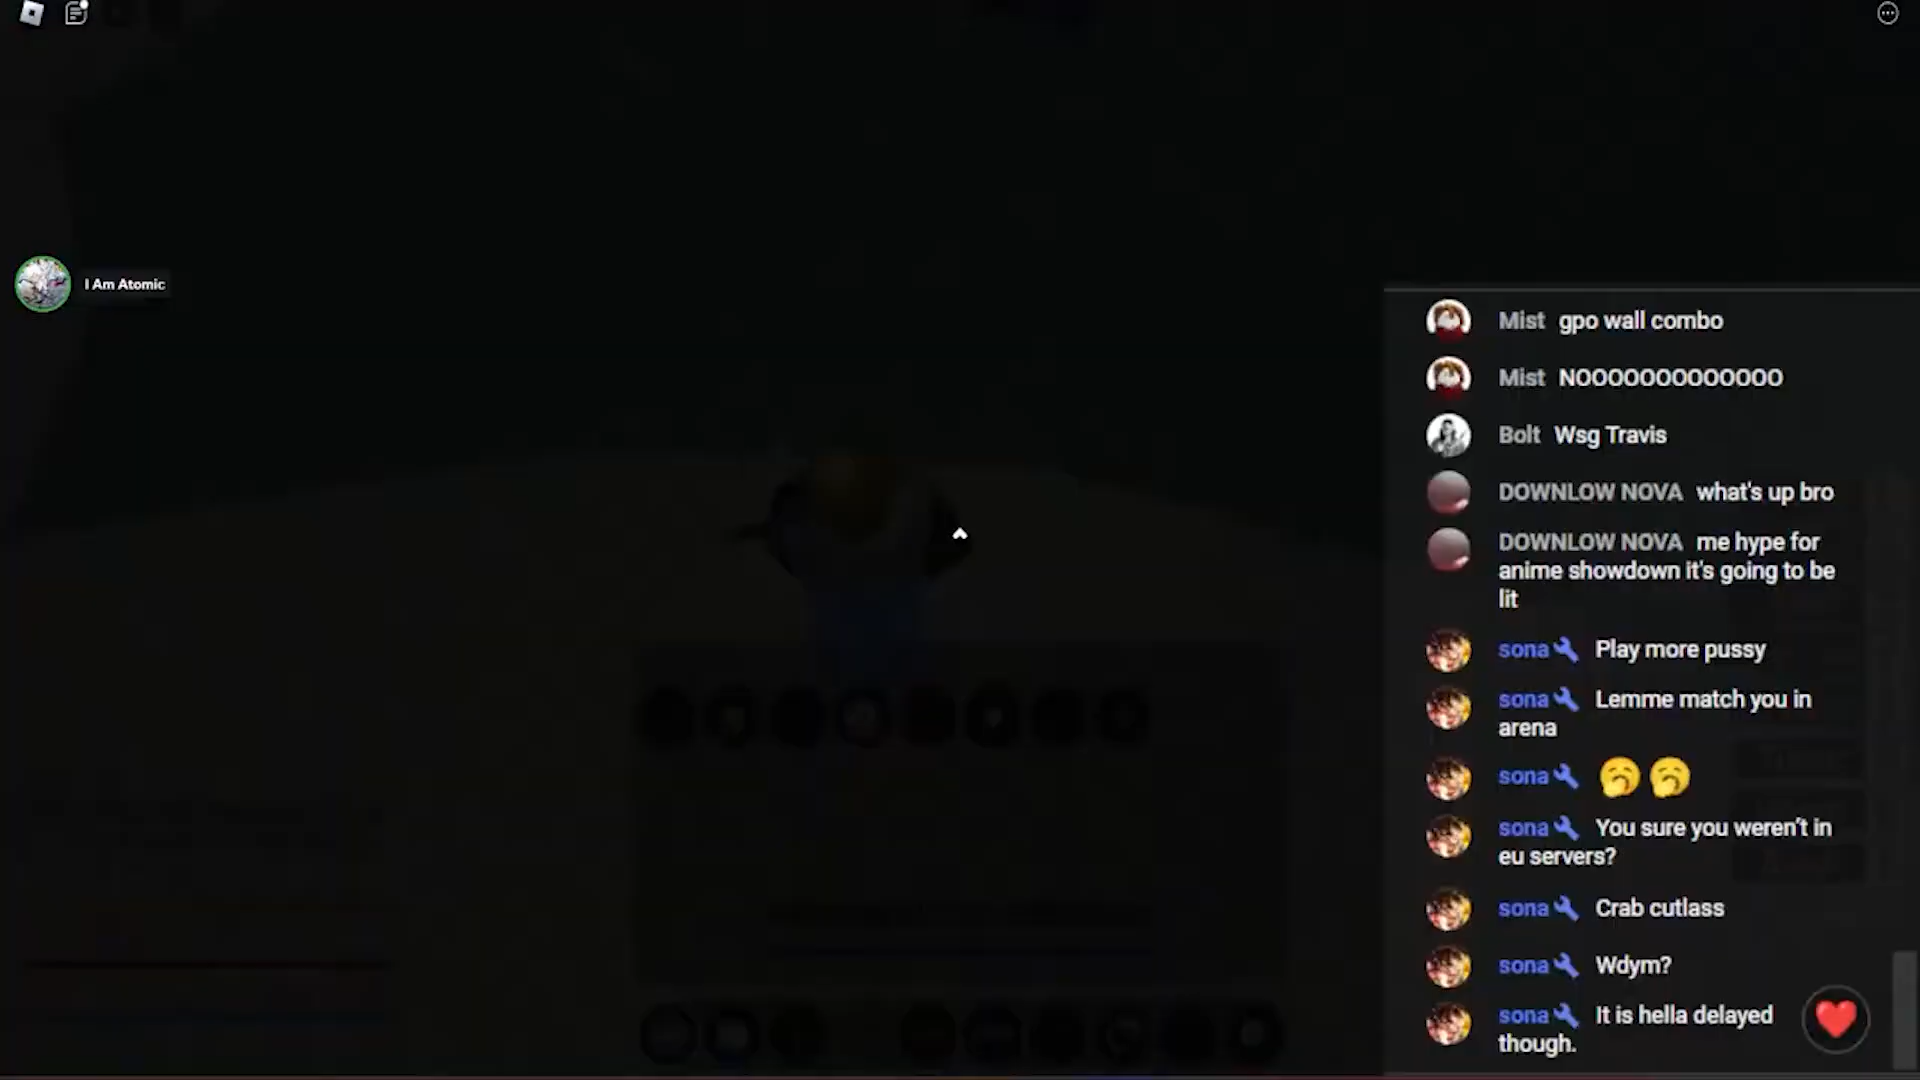 I Am Atomic
Mist gpo wall combo
Mist NOOOOOOOOOOOOO
Bolt Wsg Travis
DOWNLOW NOVA what's up bro
DOWNLOW NOVA me hype for
anime showdown it's going to be
lit
sona Play more pussy
sona Lemme match you in
arena
sona 🥱🥱
sona You sure you weren't in
eu servers?
sona Crab cutlass
sona Wdym?
sona It is hella delayed
though.